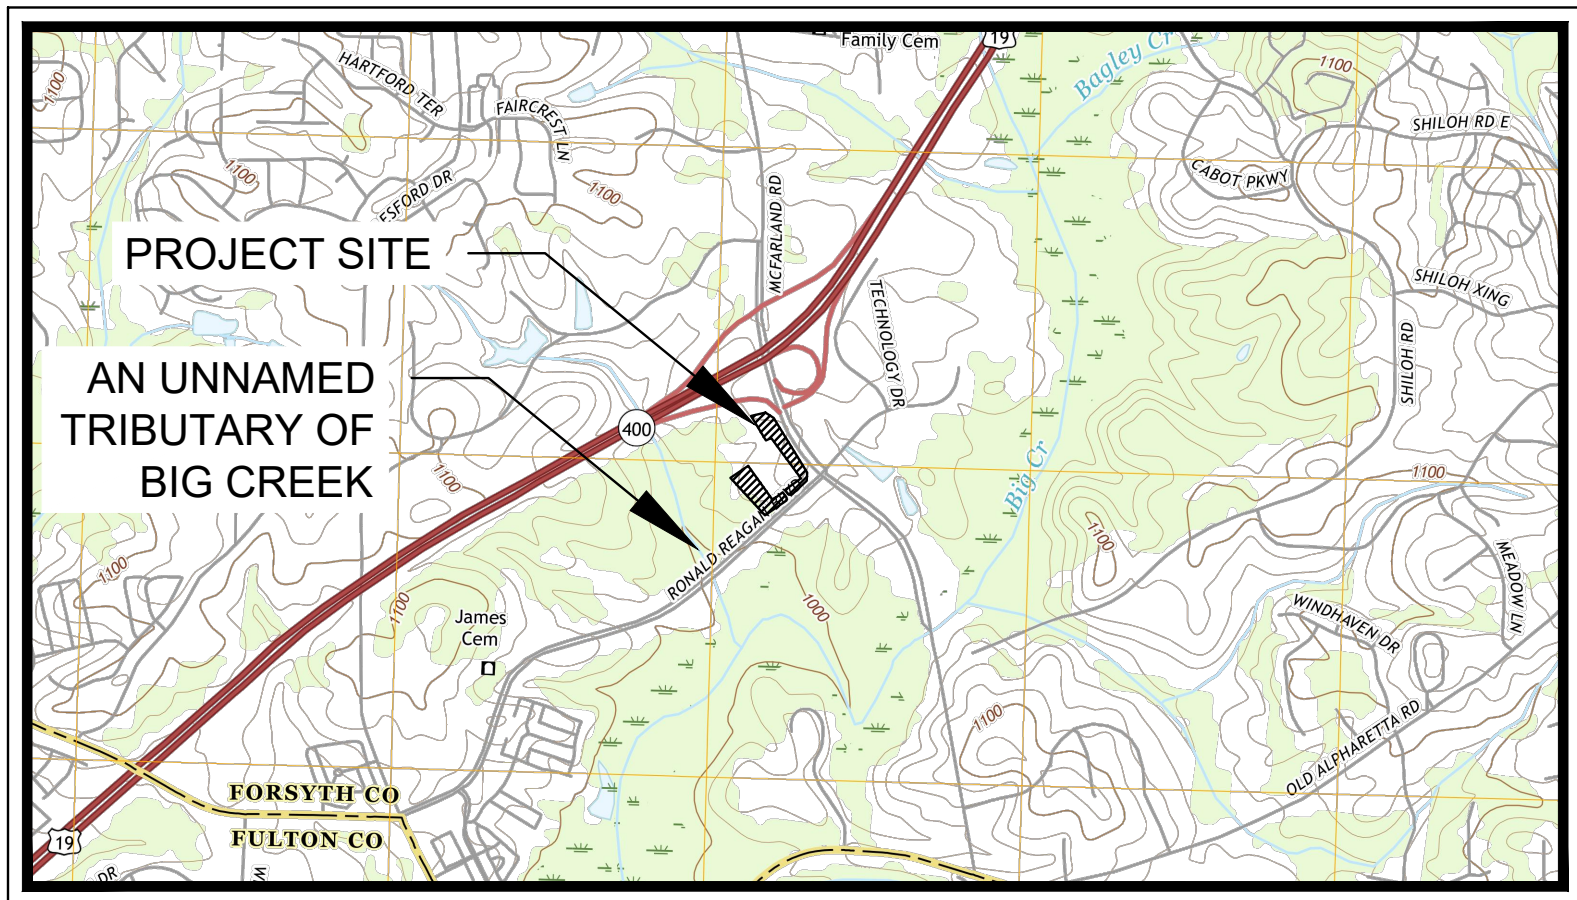 Family Cem
19
Bagley Cr
1100
1100
HARTFORD TER
FAIRCREST LN
SHILOH RD E
1100
CABOT PKWY
1100
ESFORD DR
MCFARLAND RD
PROJECT SITE
SHILOH XING
TECHNOLOGY DR
SHILOH RD
AN UNNAMED
TRIBUTARY OF
BIG CREEK
400
Big Cr
1100
1100
1100
RONALD REAGAN BLVD
1100
1100
1000
MEADOW LN
James
Cem
WINDHAVEN DR
1100
OLD ALPHARETTA RD
FORSYTH CO
FULTON CO
19
DR
W